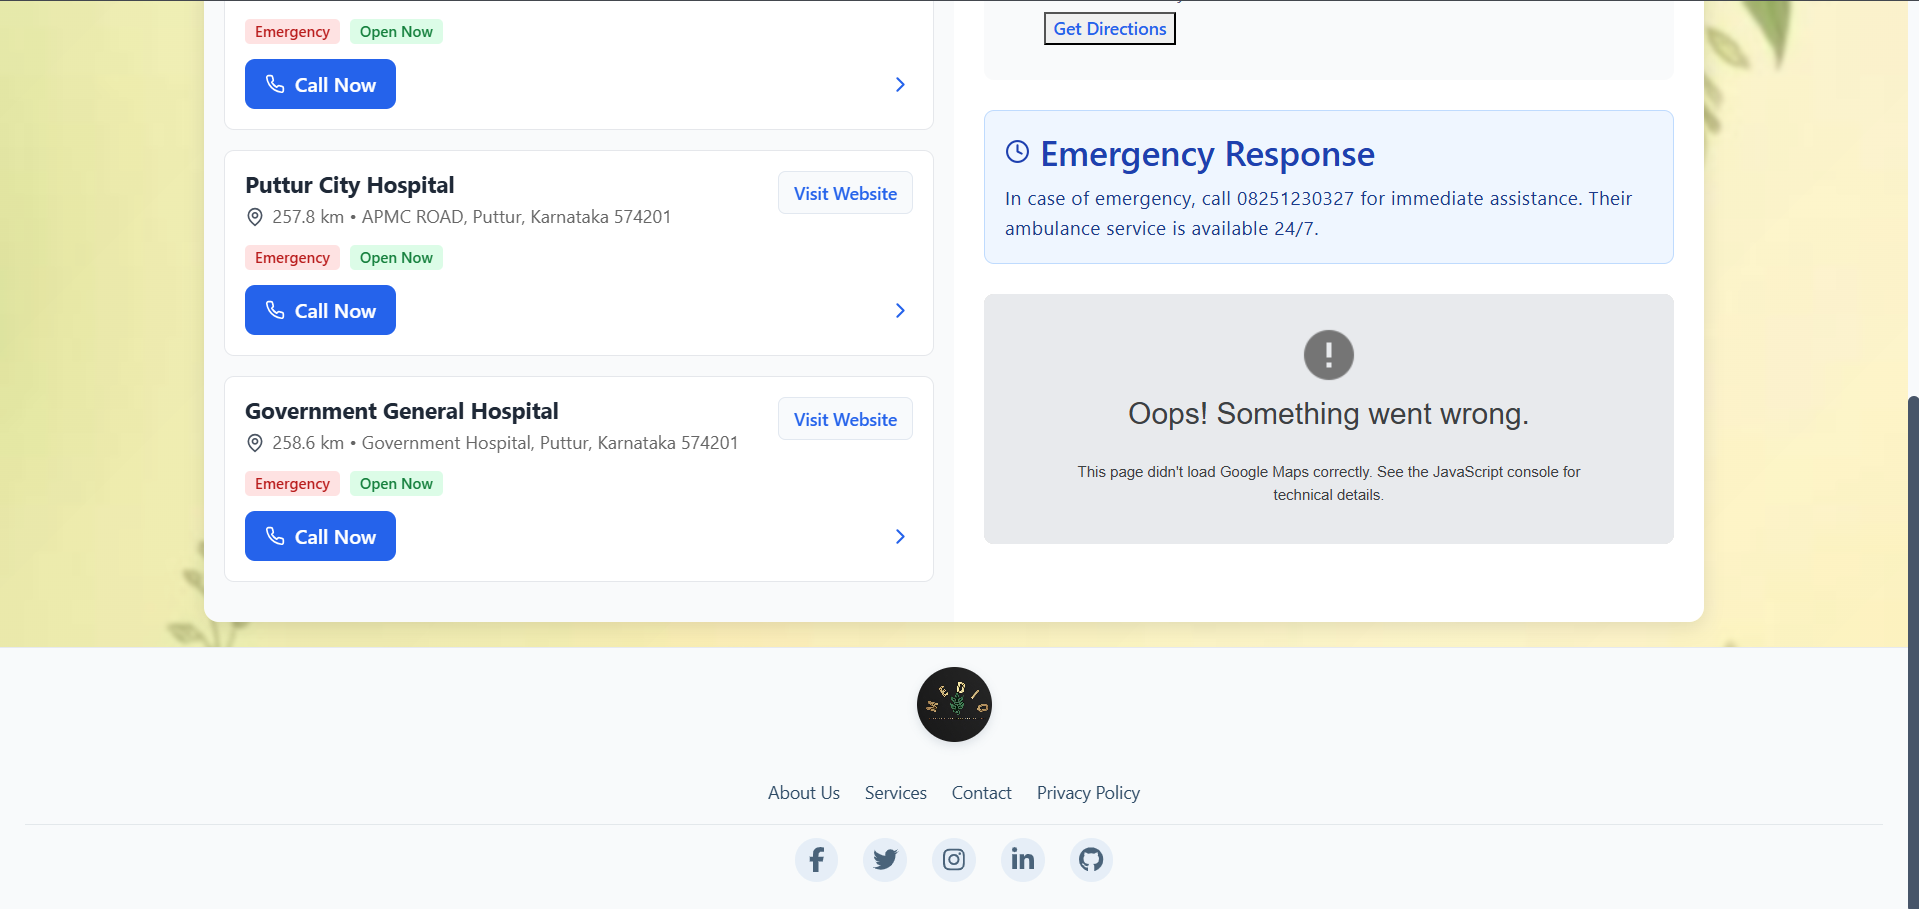 Emergency
Open Now
Call Now
Puttur City Hospital
Visit Website
257.8 km • APMC ROAD, Puttur, Karnataka 574201
Emergency
Open Now
Call Now
Government General Hospital
Visit Website
258.6 km • Government Hospital, Puttur, Karnataka 574201
Emergency
Open Now
Call Now
Get Directions
Emergency Response
In case of emergency, call 08251230327 for immediate assistance. Their
ambulance service is available 24/7.
Oops! Something went wrong.
This page didn't load Google Maps correctly. See the JavaScript console for
technical details.
About Us
Services
Contact
Privacy Policy